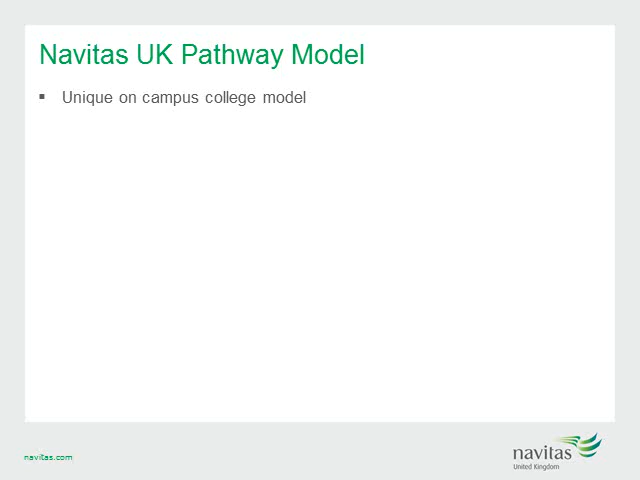 Navitas UK Pathway Model
▪ Unique on campus college model
navitas.com
navitas
United Kingdom